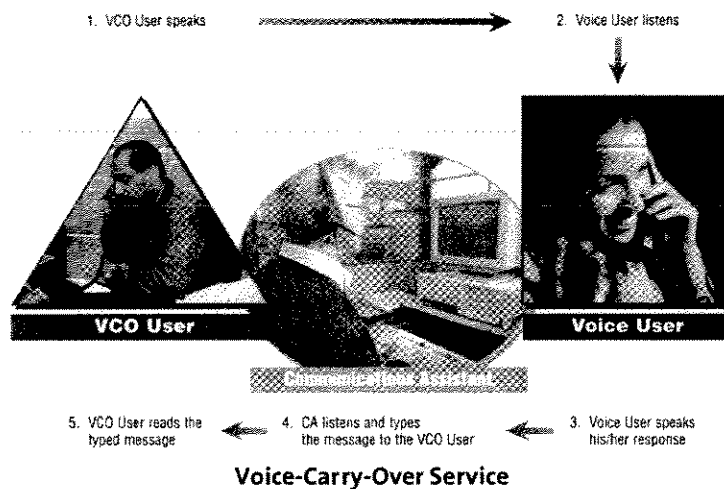 1. VCO User speaks
2. Voice User listens
VCO User
Voice User
Communications Assistant
5. VCO User reads the
typed message
4. CA listens and types
the message to the VCO User
3. Voice User speaks
his/her response
Voice-Carry-Over Service